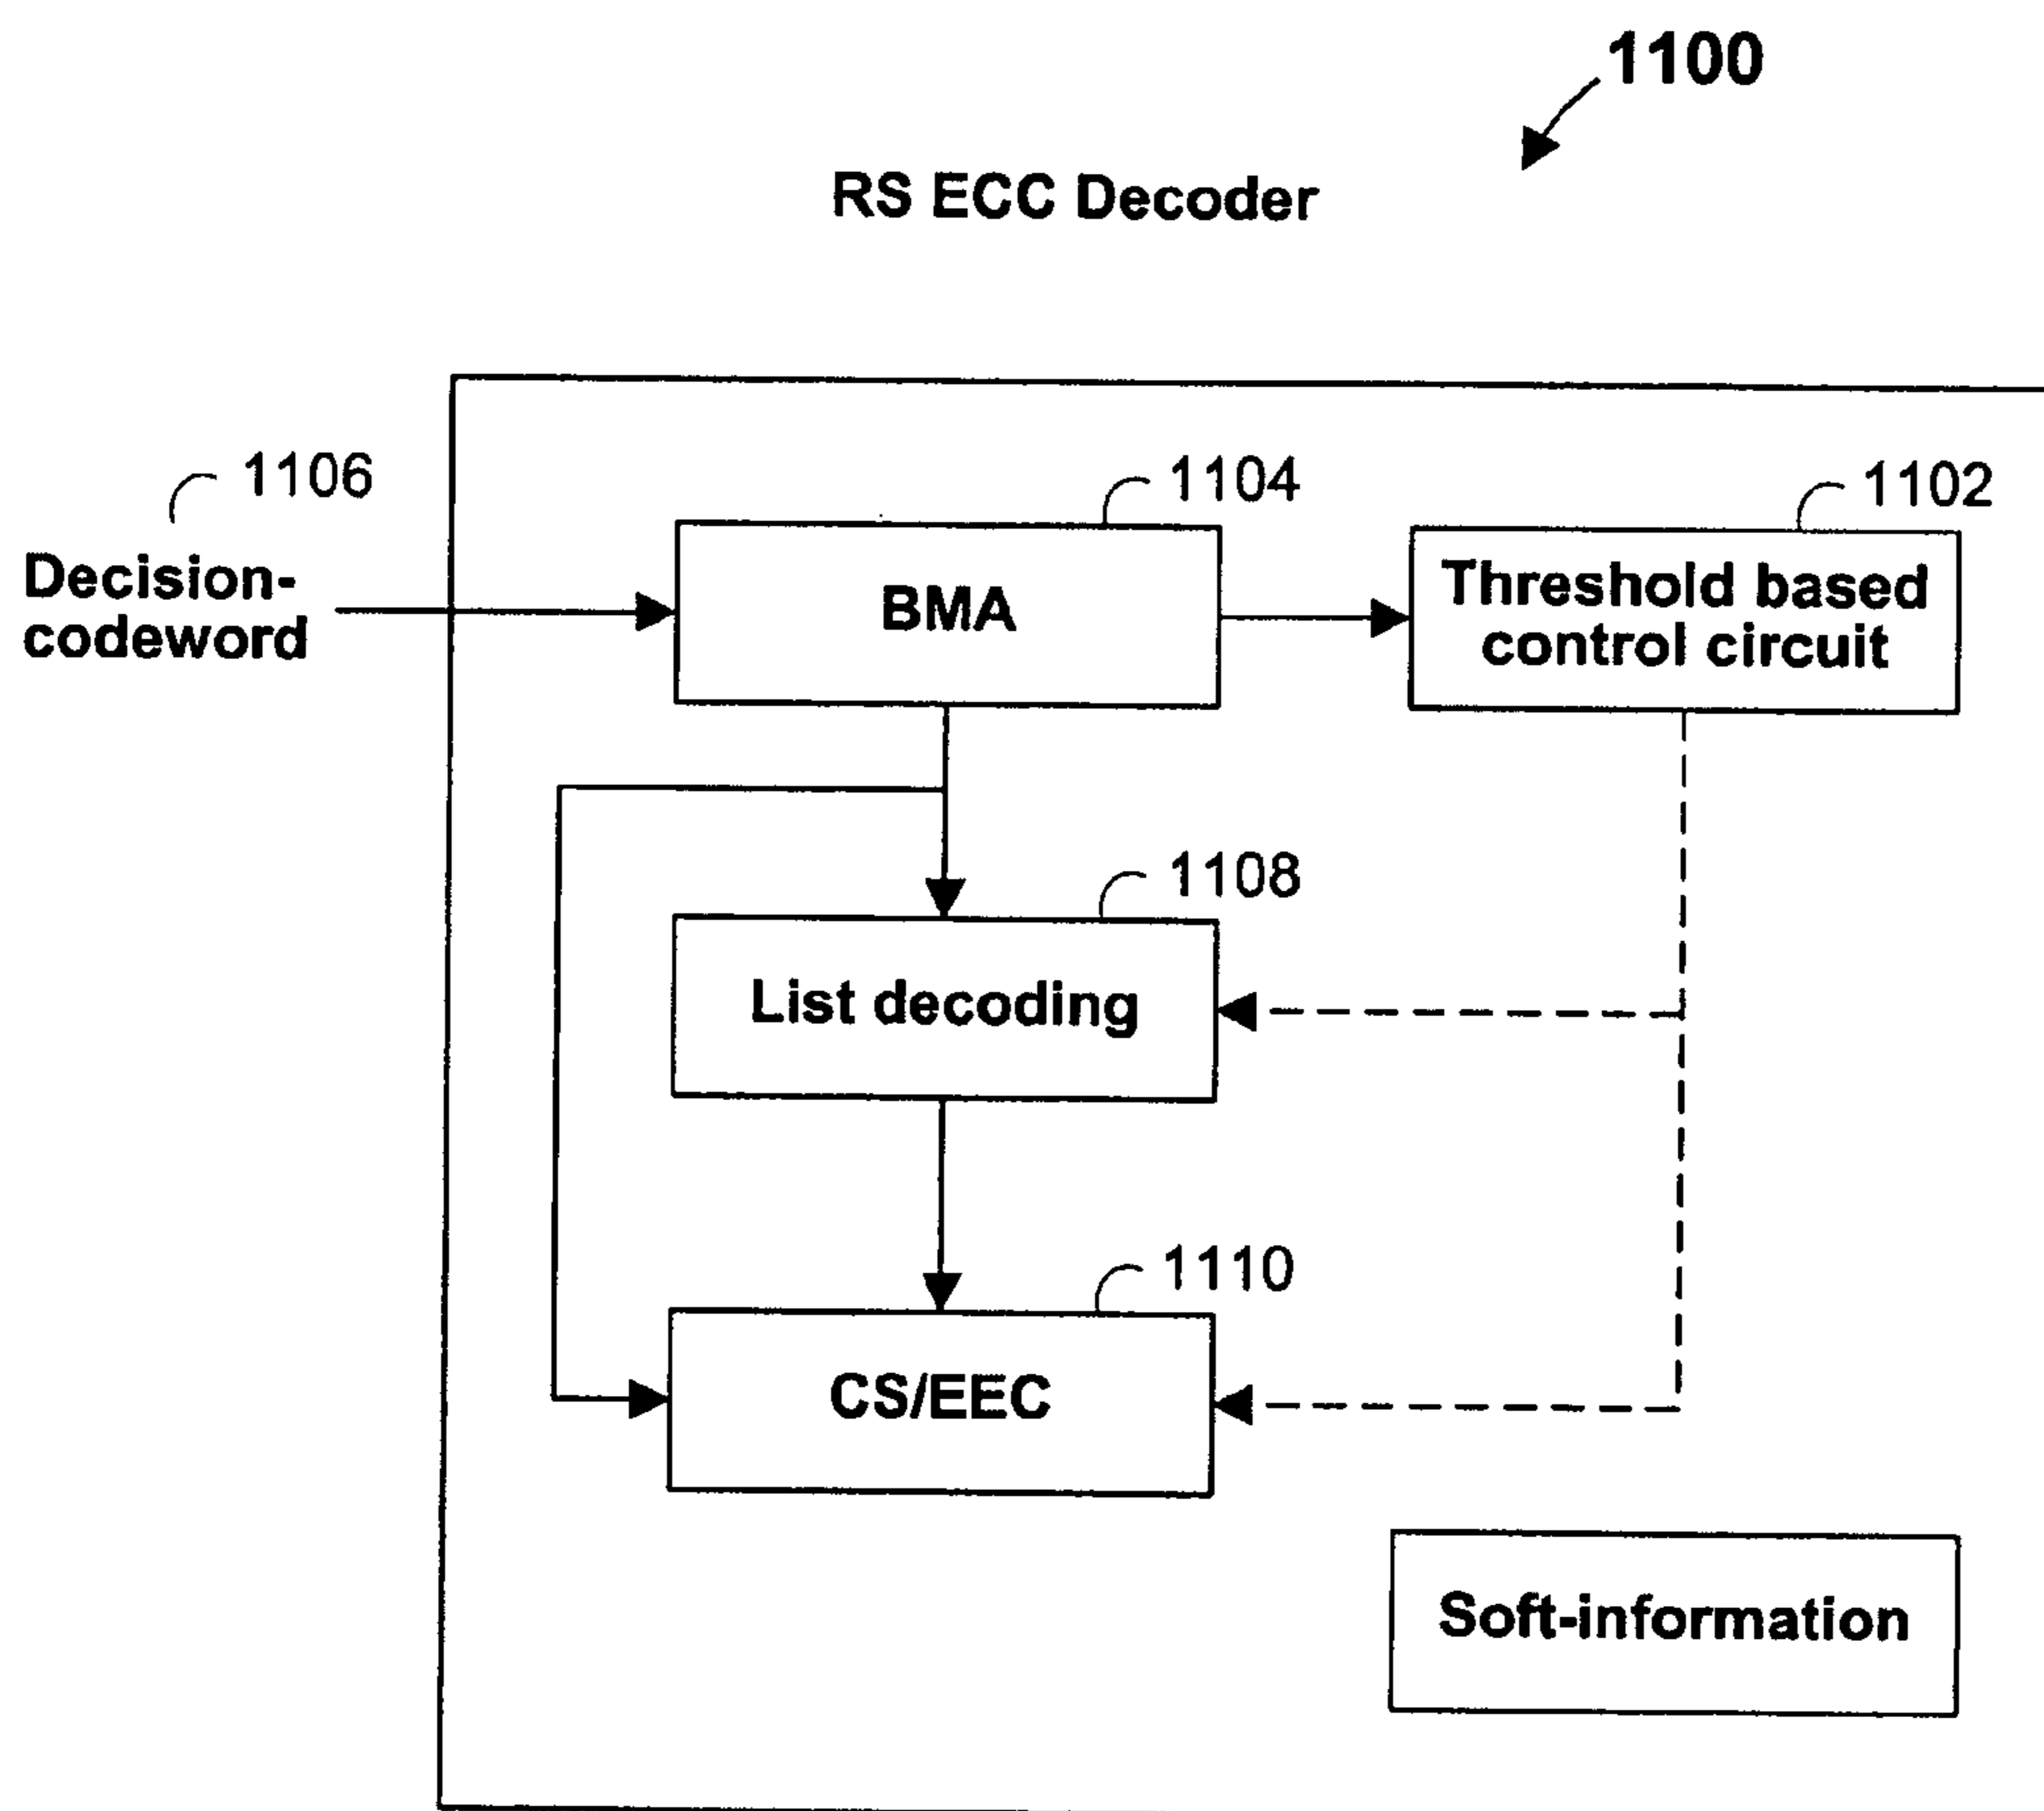 1100
RS ECC Decoder
1106
1104
1102
Decision-
codeword
BMA
Threshold based
control circuit
1108
List decoding
1110
CS/EEC
Soft-information